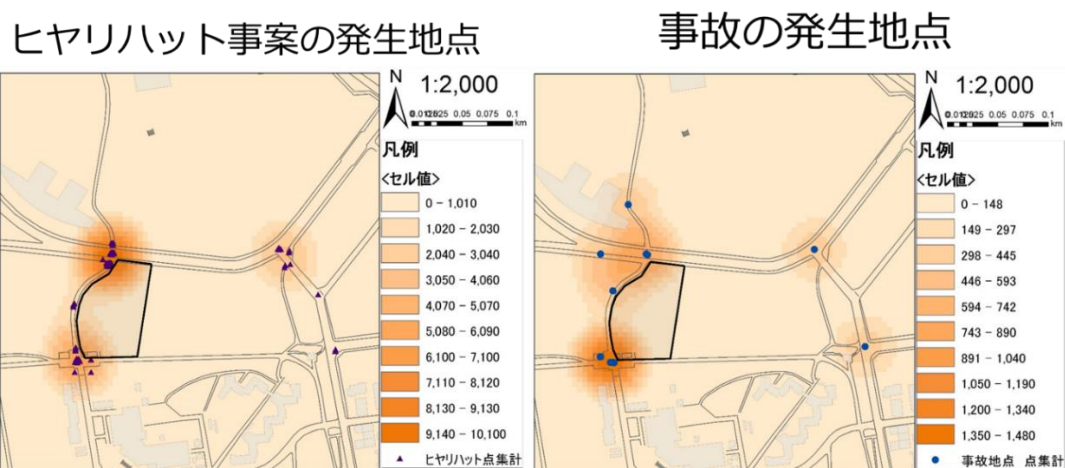 ヒヤリハット事案の発生地点
事故の発生地点
N
1:2,000
0.05 0.075 0.1
km
凡例
<セル値>
0 - 1,010
1,020 - 2,030
2,040 - 3,040
3,050 - 4,060
4,070 - 5,070
5,080 - 6,090
6,100 - 7,100
7,110 - 8,120
8,130 - 9,130
9,140 - 10,100
ヒヤリハット点集計
N
1:2,000
0.05 0.075 0.1
km
凡例
<セル値>
0 - 148
149 - 297
298 - 445
446 - 593
594 - 742
743 - 890
891 - 1,040
1,050 - 1,190
1,200 - 1,340
1,350 - 1,480
事故地点 点集計